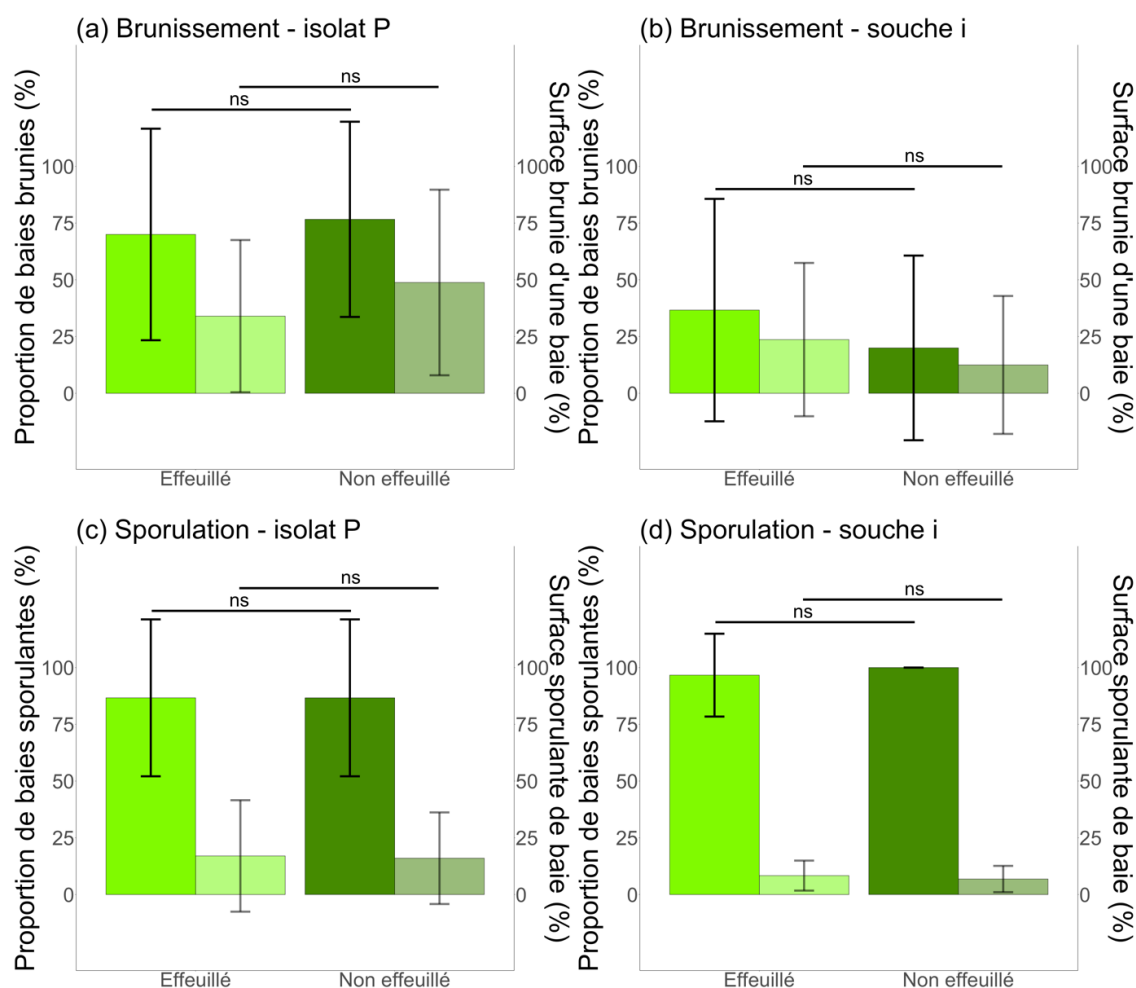 (a) Brunissement - isolat P
Proportion de baies brunies (%)
100
75
50
25
0
ns
ns
Surface brunie d'une baie (%)
100
75
50
25
0
Effeuillé
Non effeuillé
(b) Brunissement - souche i
Proportion de baies brunies (%)
100
75
50
25
0
ns
ns
Surface brunie d'une baie (%)
100
75
50
25
0
Effeuillé
Non effeuillé
(c) Sporulation - isolat P
Proportion de baies sporulantes (%)
100
75
50
25
0
ns
ns
Surface sporulante de baie (%)
100
75
50
25
0
Effeuillé
Non effeuillé
(d) Sporulation - souche i
Proportion de baies sporulantes (%)
100
75
50
25
0
ns
ns
Surface sporulante de baie (%)
100
75
50
25
0
Effeuillé
Non effeuillé